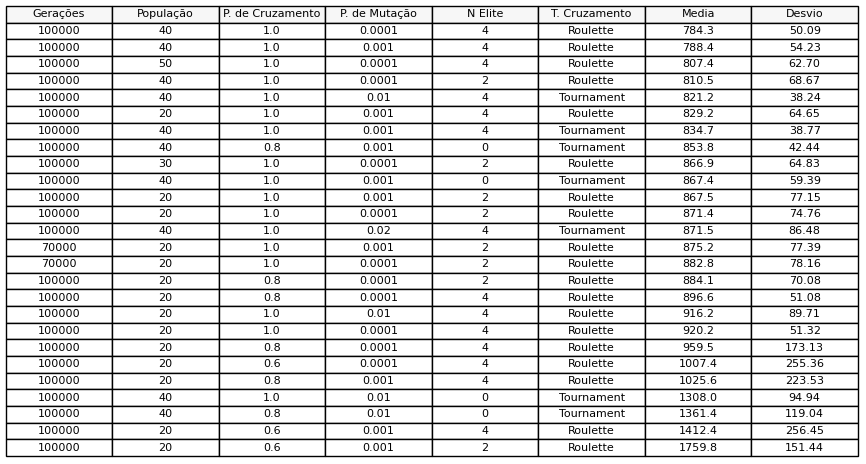 Gerações População P. de Cruzamento P. de Mutação N Elite T. Cruzamento Media Desvio
100000 40 1.0 0.0001 4 Roulette 784.3 50.09
100000 40 1.0 0.001 4 Roulette 788.4 54.23
100000 50 1.0 0.0001 4 Roulette 807.4 62.70
100000 40 1.0 0.0001 2 Roulette 810.5 68.67
100000 40 1.0 0.01 4 Tournament 821.2 38.24
100000 20 1.0 0.001 4 Roulette 829.2 64.65
100000 40 1.0 0.001 4 Tournament 834.7 38.77
100000 40 0.8 0.001 0 Tournament 853.8 42.44
100000 30 1.0 0.0001 2 Roulette 866.9 64.83
100000 40 1.0 0.001 0 Tournament 867.4 59.39
100000 20 1.0 0.001 2 Roulette 867.5 77.15
100000 20 1.0 0.0001 2 Roulette 871.4 74.76
100000 40 1.0 0.02 4 Tournament 871.5 86.48
70000 20 1.0 0.001 2 Roulette 875.2 77.39
70000 20 1.0 0.0001 2 Roulette 882.8 78.16
100000 20 0.8 0.0001 2 Roulette 884.1 70.08
100000 20 0.8 0.0001 4 Roulette 896.6 51.08
100000 20 1.0 0.01 4 Roulette 916.2 89.71
100000 20 1.0 0.0001 4 Roulette 920.2 51.32
100000 20 0.8 0.0001 4 Roulette 959.5 173.13
100000 20 0.6 0.0001 4 Roulette 1007.4 255.36
100000 20 0.8 0.001 4 Roulette 1025.6 223.53
100000 40 1.0 0.01 0 Tournament 1308.0 94.94
100000 40 0.8 0.01 0 Tournament 1361.4 119.04
100000 20 0.6 0.001 4 Roulette 1412.4 256.45
100000 20 0.6 0.001 2 Roulette 1759.8 151.44